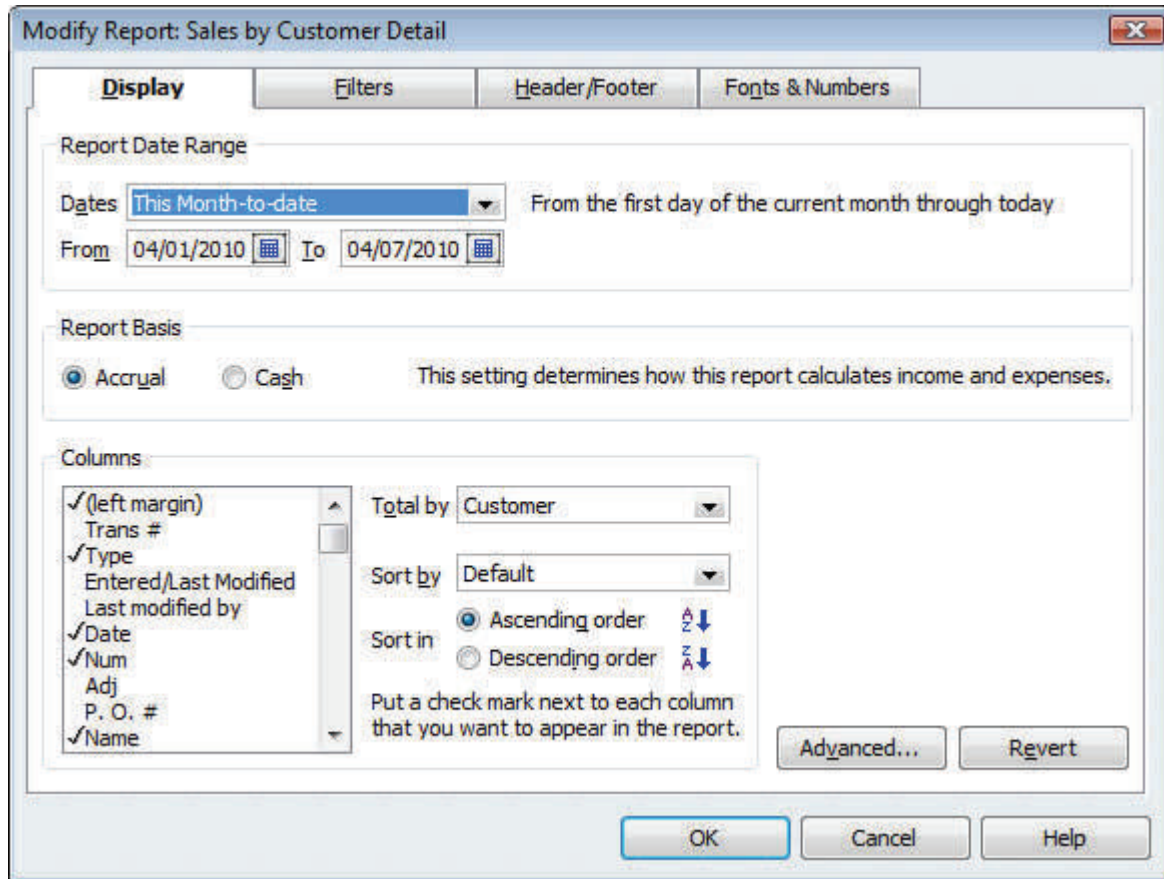 Modify Report: Sales by Customer Detail
Display Filters Header/Footer Fonts & Numbers
Report Date Range
Dates This Month-to-date From the first day of the current month through today
From 04/01/2010 To 04/07/2010
Report Basis
Accrual Cash This setting determines how this report calculates income and expenses.
Columns
(left margin)
Trans #
Type
Entered/Last Modified
Last modified by
Date
Num
Adj
P. O. #
Name
Total by Customer
Sort by Default
Sort in
Ascending order
Descending order
Put a check mark next to each column
that you want to appear in the report.
Advanced... Revert
OK Cancel Help